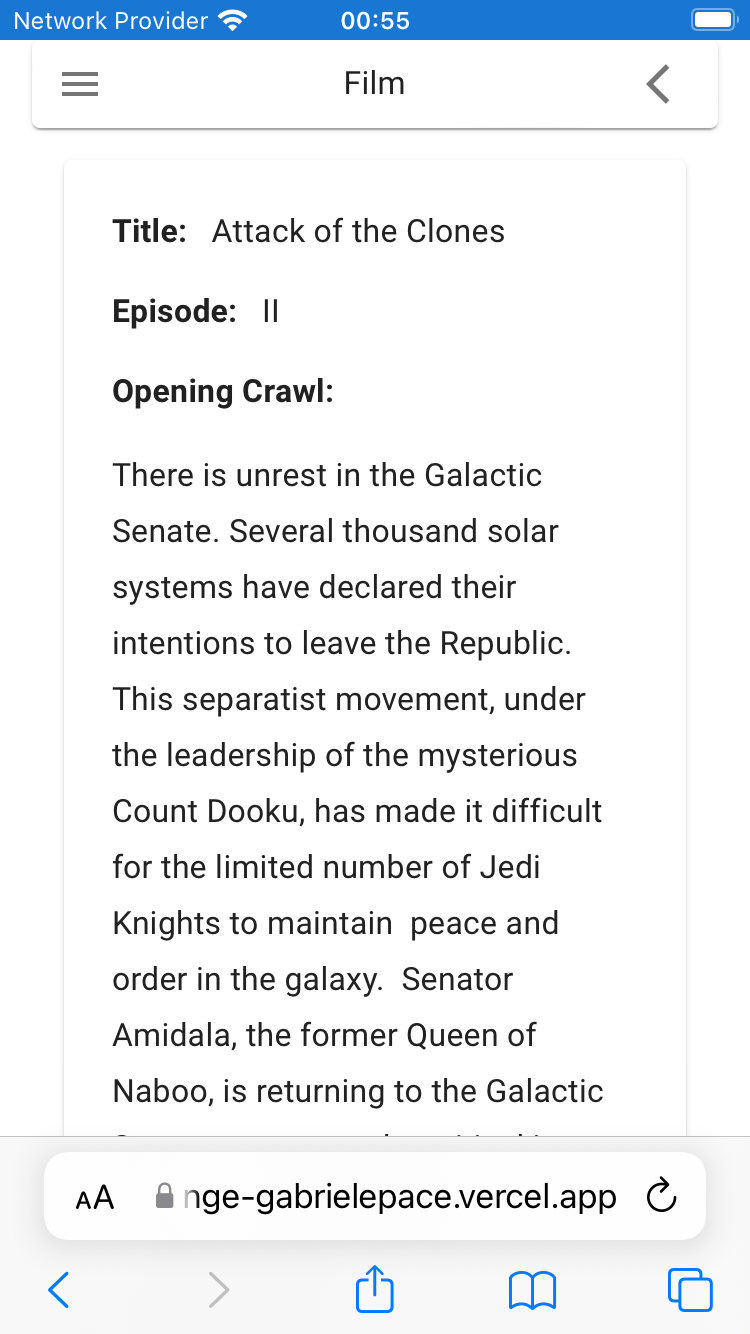 Network Provider 00:55
Film
Title: Attack of the Clones
Episode: II
Opening Crawl:
There is unrest in the Galactic
Senate. Several thousand solar
systems have declared their
intentions to leave the Republic.
This separatist movement, under
the leadership of the mysterious
Count Dooku, has made it difficult
for the limited number of Jedi
Knights to maintain  peace and
order in the galaxy.  Senator
Amidala, the former Queen of
Naboo, is returning to the Galactic
AA nge-gabrielepace.vercel.app